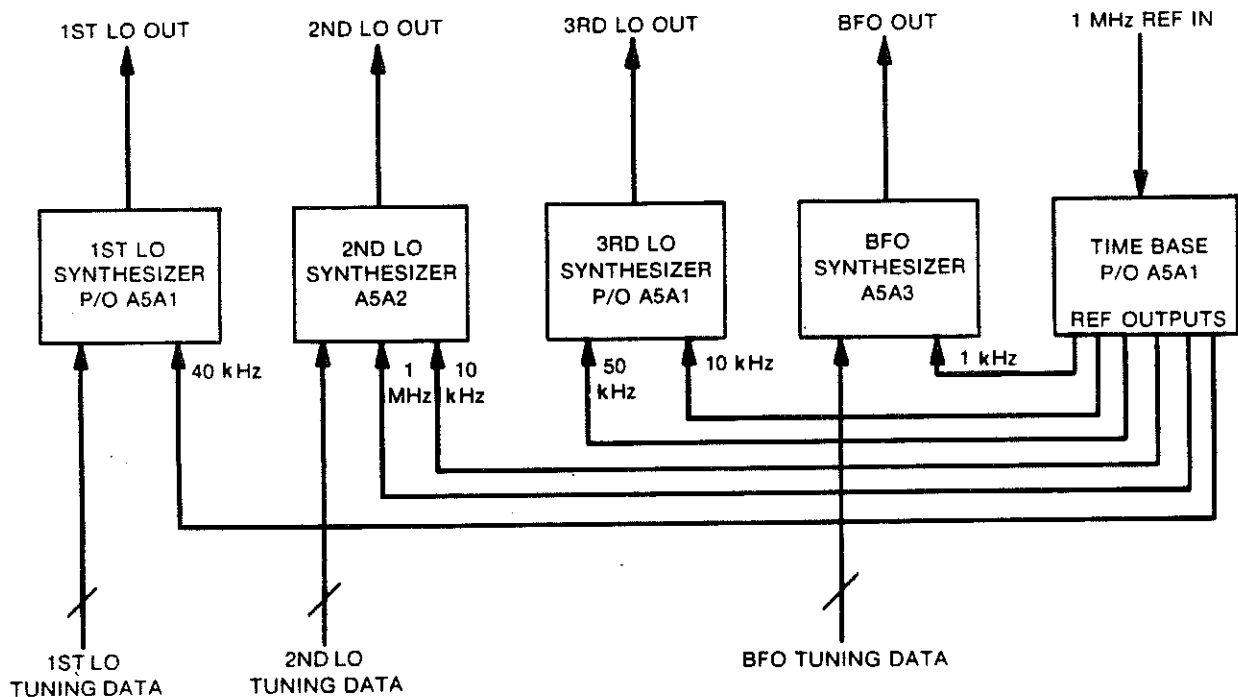 1ST LO OUT
2ND LO OUT
3RD LO OUT
BFO OUT
1 MHz REF IN
1ST LO
SYNTHESIZER
P/O A5A1
2ND LO
SYNTHESIZER
A5A2
3RD LO
SYNTHESIZER
P/O A5A1
BFO
SYNTHESIZER
A5A3
TIME BASE
P/O A5A1
REF OUTPUTS
40 kHz
1
MHz
10
kHz
50
kHz
10 kHz
1 kHz
1ST LO
TUNING DATA
2ND LO
TUNING DATA
BFO TUNING DATA